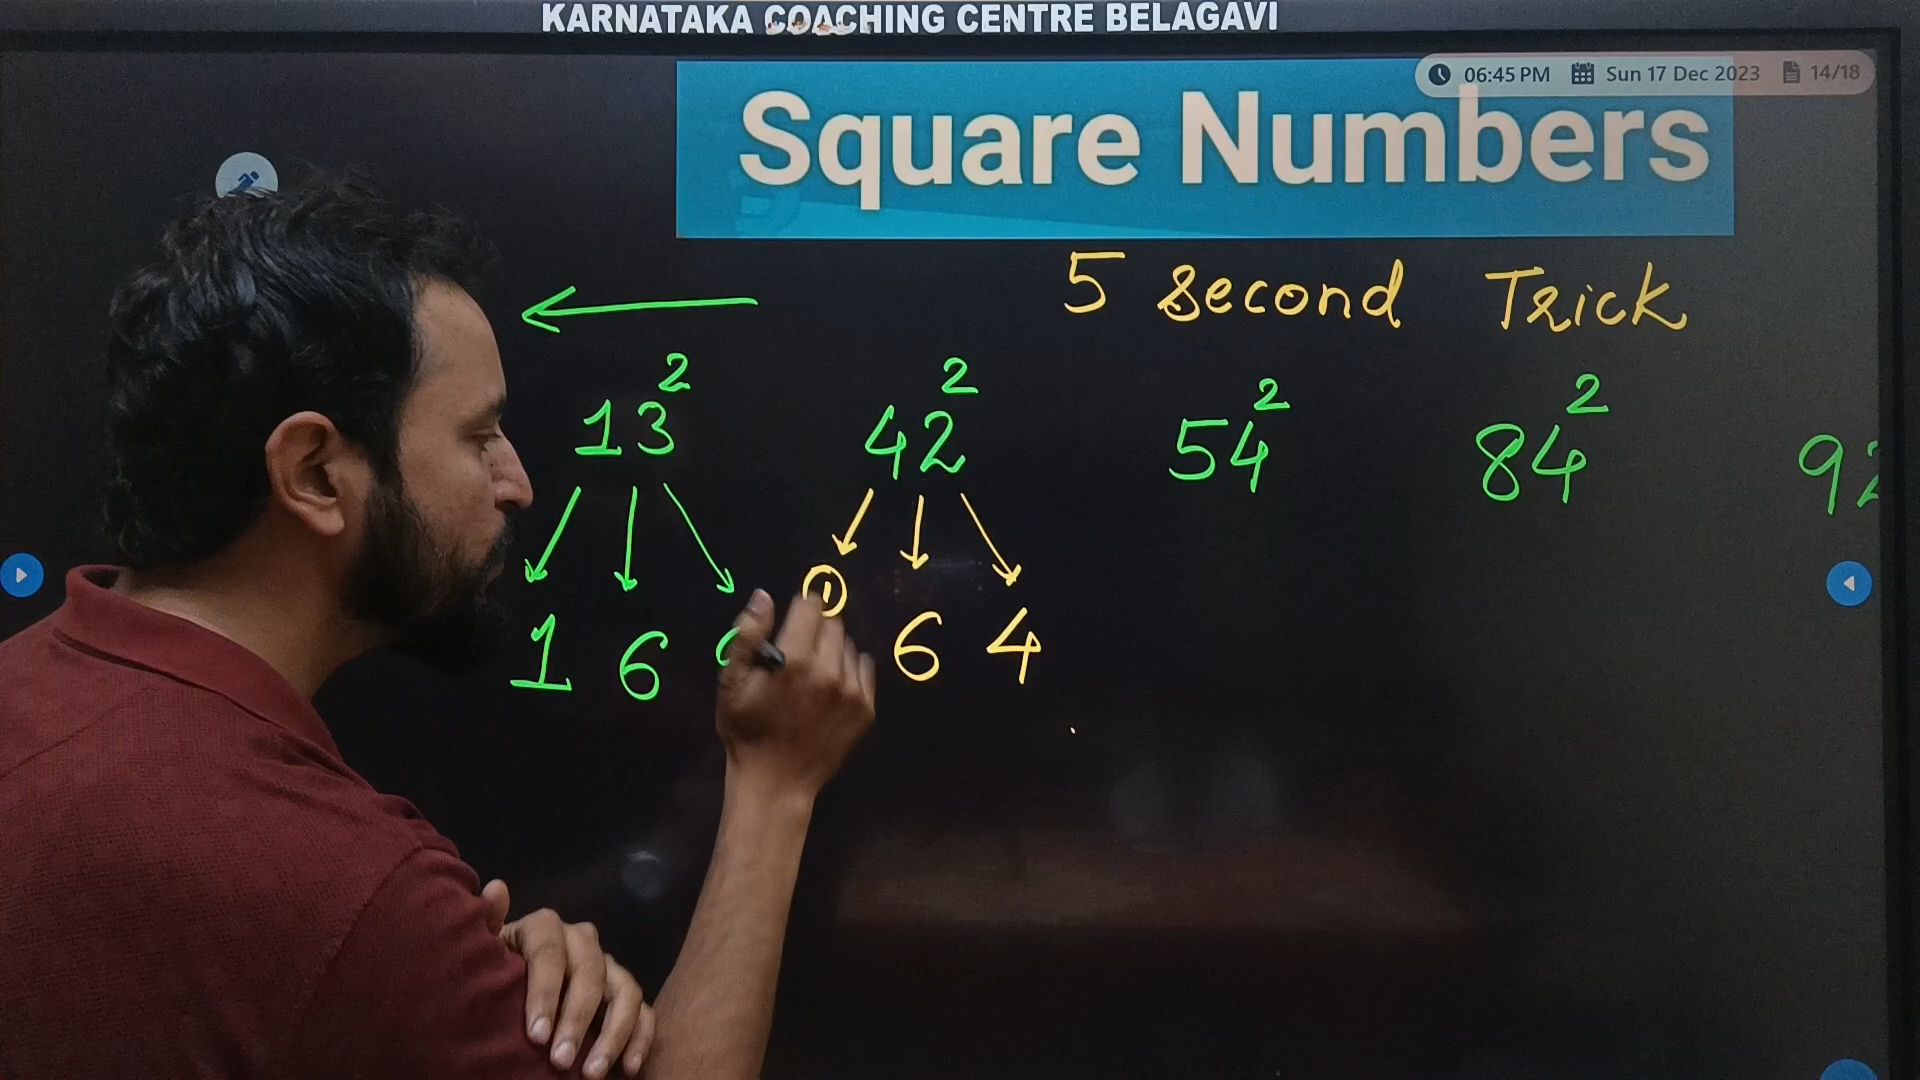 KARNATAKA COACHING CENTRE BELAGAVI
06:45 PM Sun 17 Dec 2023 14/18
Square Numbers
5 second Trick
13² 42² 54² 84² 92
1 6 1 6 4